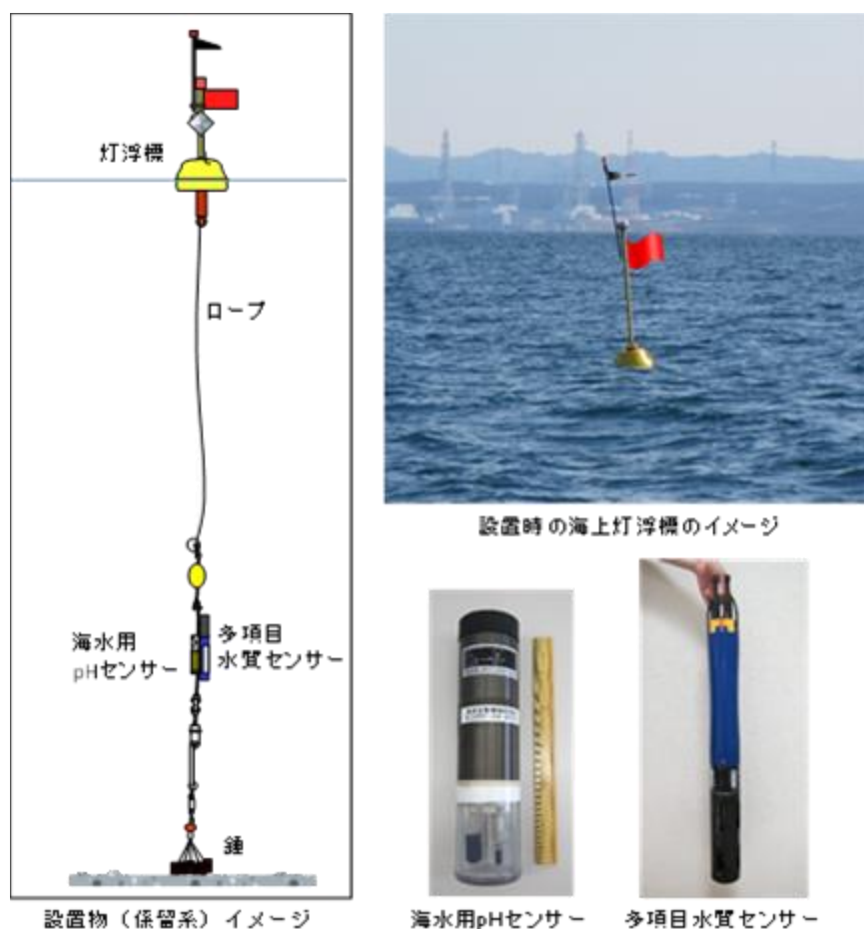 灯浮標
ロープ
海水用
pHセンサー
多項目
水質センサー
錘
設置物（係留系）イメージ
設置時の海上灯浮標のイメージ
海水用pHセンサー
多項目水質センサー